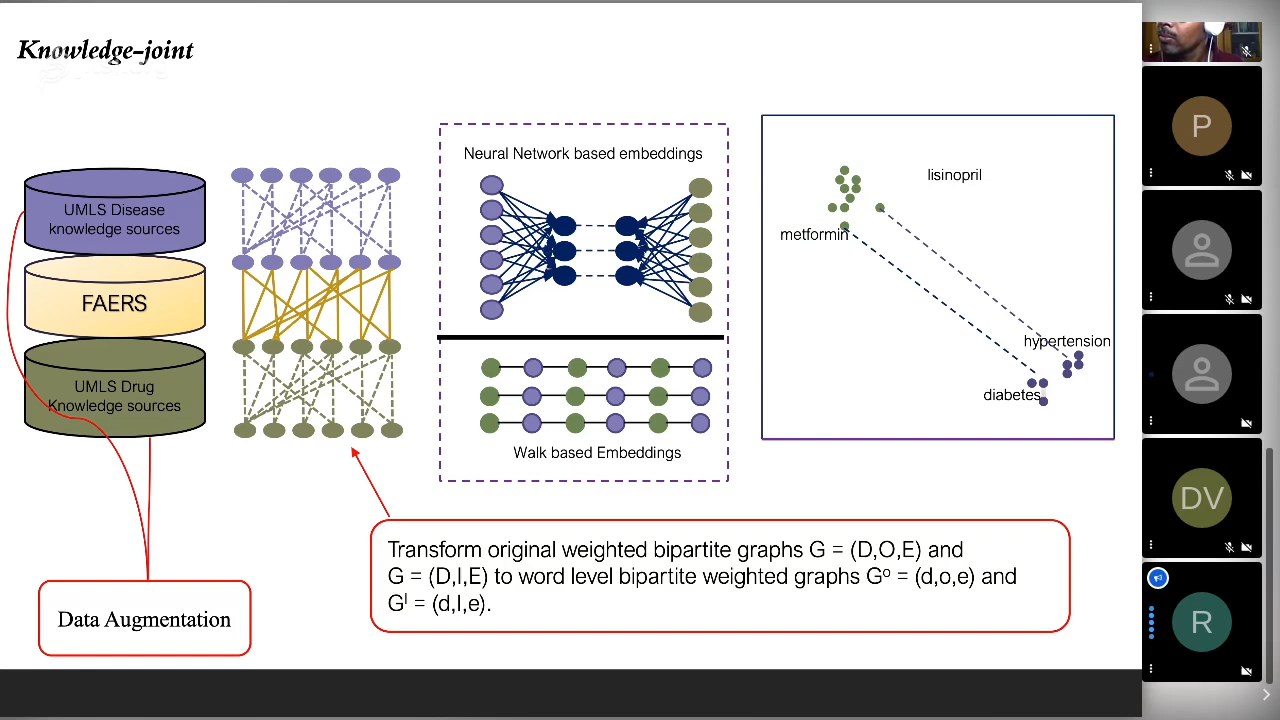 Knowledge-joint
UMLS Disease
knowledge sources
FAERS
UMLS Drug
Knowledge sources
Data Augmentation
Neural Network based embeddings
Walk based Embeddings
lisinopril
metformin
hypertension
diabetes
Transform original weighted bipartite graphs G = (D,O,E) and
G = (D,I,E) to word level bipartite weighted graphs Gᵒ = (d,o,e) and
Gᴵ = (d,I,e).
P
DV
R